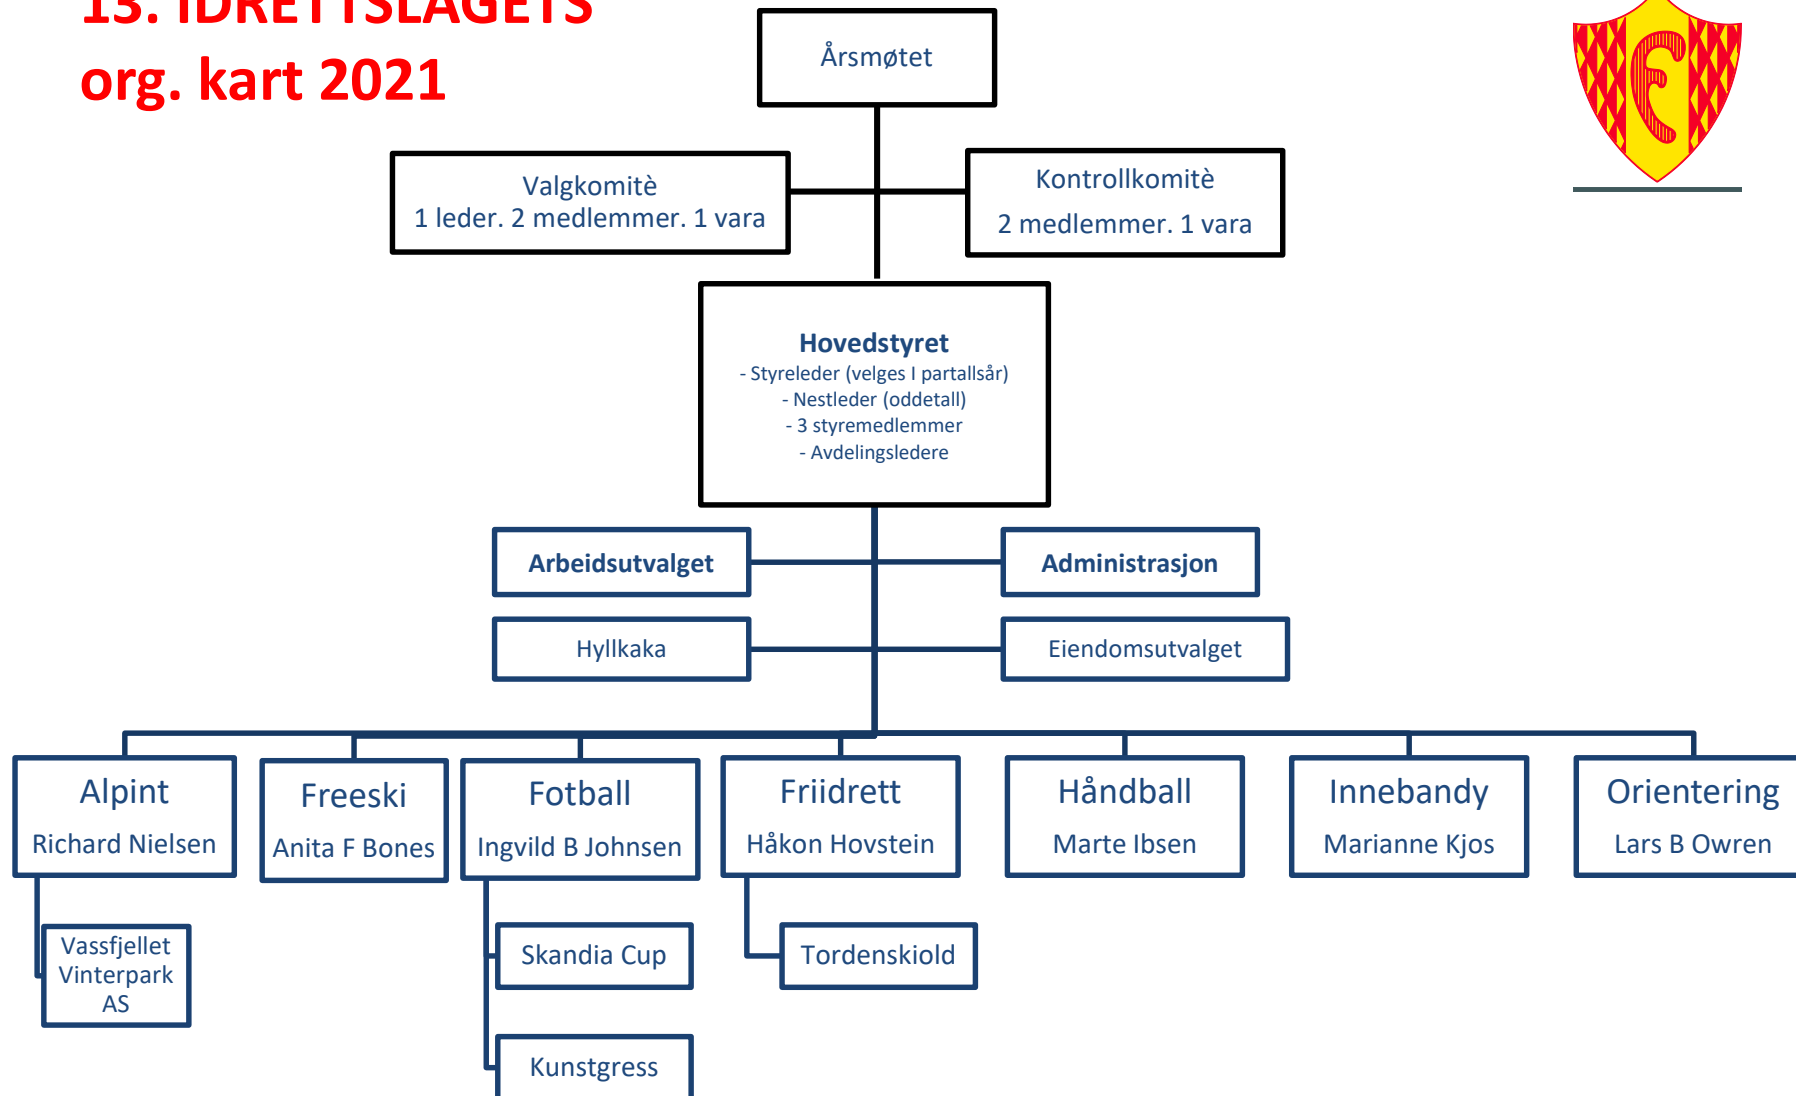 13. IDRETTSLAGETS
org. kart 2021
Årsmøtet
Valgkomitè
1 leder. 2 medlemmer. 1 vara
Kontrollkomitè
2 medlemmer. 1 vara
Hovedstyret
- Styreleder (velges I partallsår)
- Nestleder (oddetall)
- 3 styremedlemmer
- Avdelingsledere
Arbeidsutvalget
Administrasjon
Hyllkaka
Eiendomsutvalget
Alpint
Richard Nielsen
Freeski
Anita F Bones
Fotball
Ingvild B Johnsen
Friidrett
Håkon Hovstein
Håndball
Marte Ibsen
Innebandy
Marianne Kjos
Orientering
Lars B Owren
Vassfjellet
Vinterpark
AS
Skandia Cup
Tordenskiold
Kunstgress